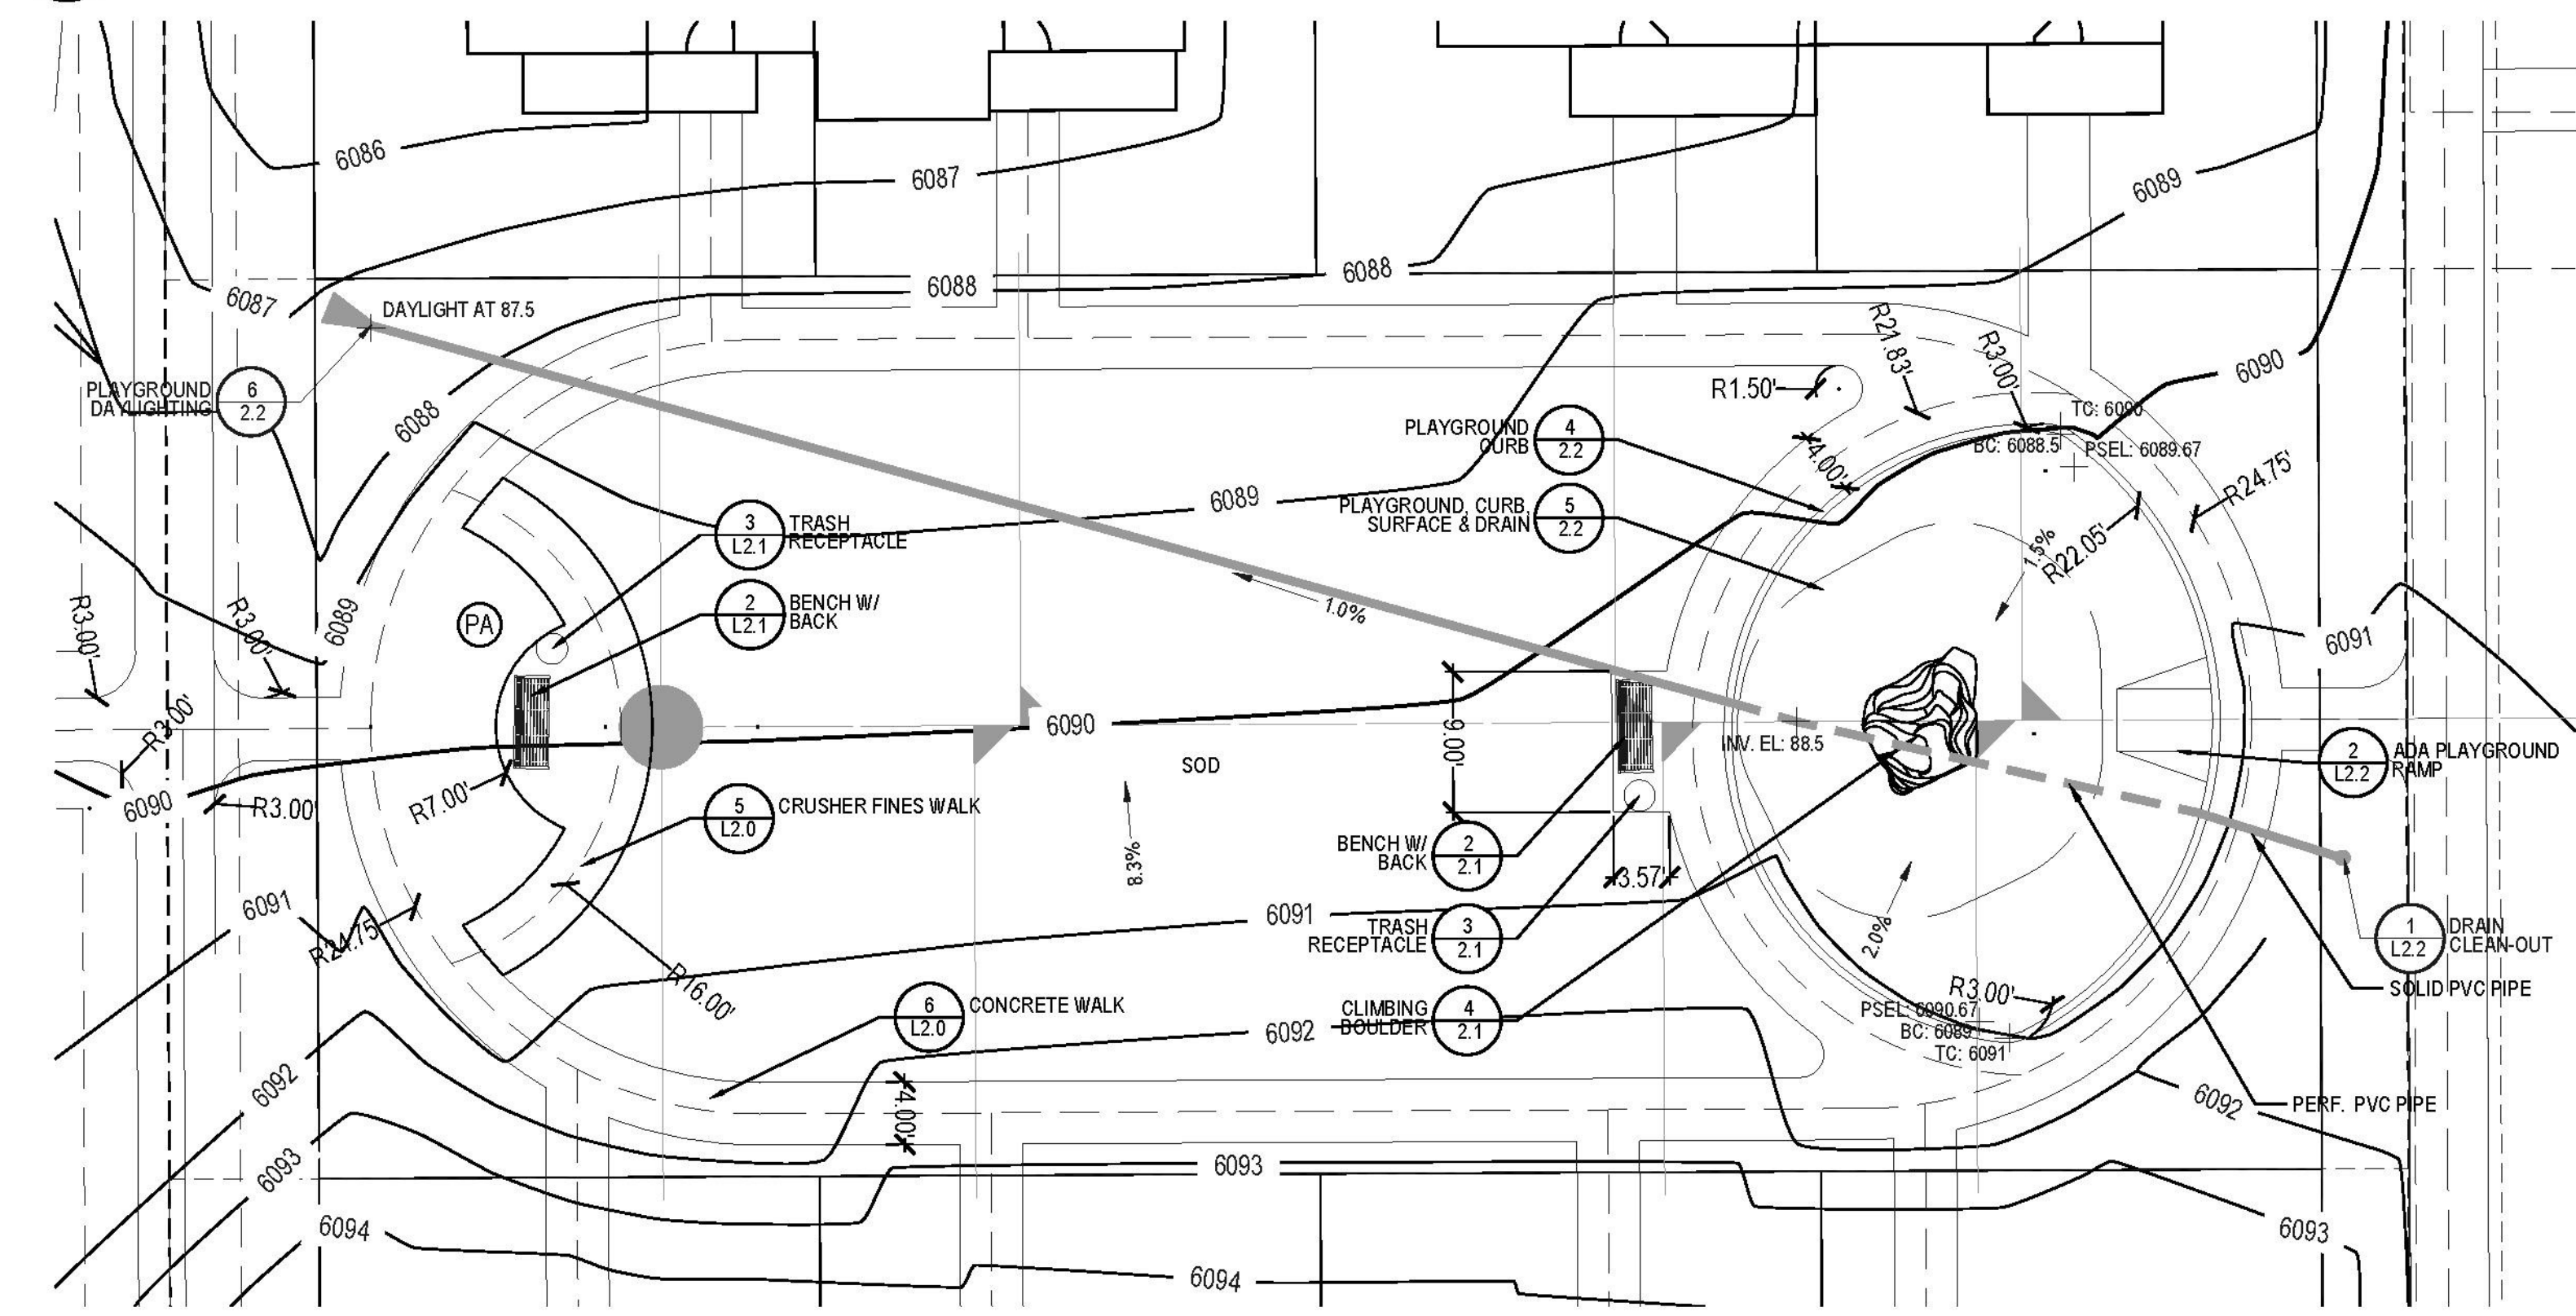 6086
6087
6089
6088
6088
6087
DAYLIGHT AT 87.5
R21.83'
R3.00'
6090
R1.50'
PLAYGROUND
DAYLIGHTING
6
2.2
6088
TC: 6090
BC: 6088.5
PSEL: 6089.67
PLAYGROUND
CURB
4
2.2
4.00'
R24.75'
6089
PLAYGROUND, CURB,
SURFACE & DRAIN
5
2.2
3
L2.1
TRASH
RECEPTACLE
1.5%
R22.05'
R3.00'
R3.00'
6089
PA
2
L2.1
BENCH W/
BACK
1.0%
6091
R3.00'
6090
9.00'
INV. EL: 88.5
2
L2.2
ADA PLAYGROUND
RAMP
SOD
6090
R3.00'
R7.00'
5
L2.0
CRUSHER FINES WALK
8.3%
BENCH W/
BACK
2
2.1
3.57'
6091
R24.75'
6091
TRASH
RECEPTACLE
3
2.1
2.0%
1
L2.2
DRAIN
CLEAN-OUT
R16.00'
6
L2.0
CONCRETE WALK
6092
CLIMBING
BOULDER
4
2.1
R3.00'
PSEL: 6090.67
BC: 6089
TC: 6091
SOLID PVC PIPE
6092
4.00'
6092
PERF. PVC PIPE
6093
6093
6094
6093
6094